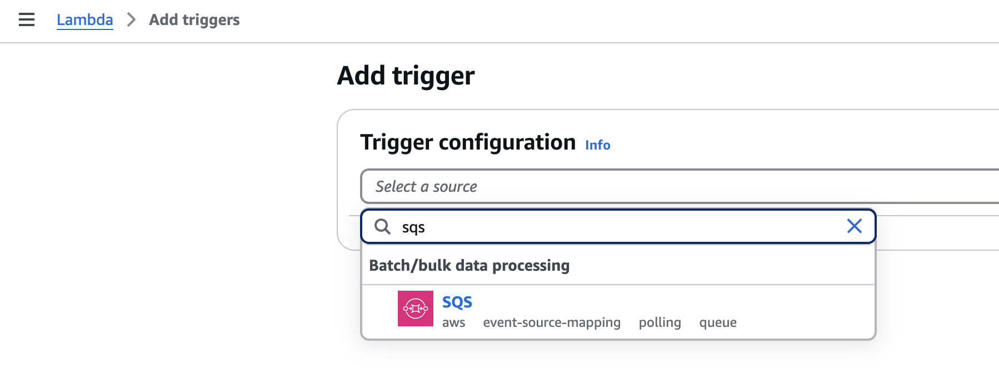 Lambda > Add triggers
Add trigger
Trigger configuration Info
Select a source
sqs
Batch/bulk data processing
SQS
aws event-source-mapping polling queue